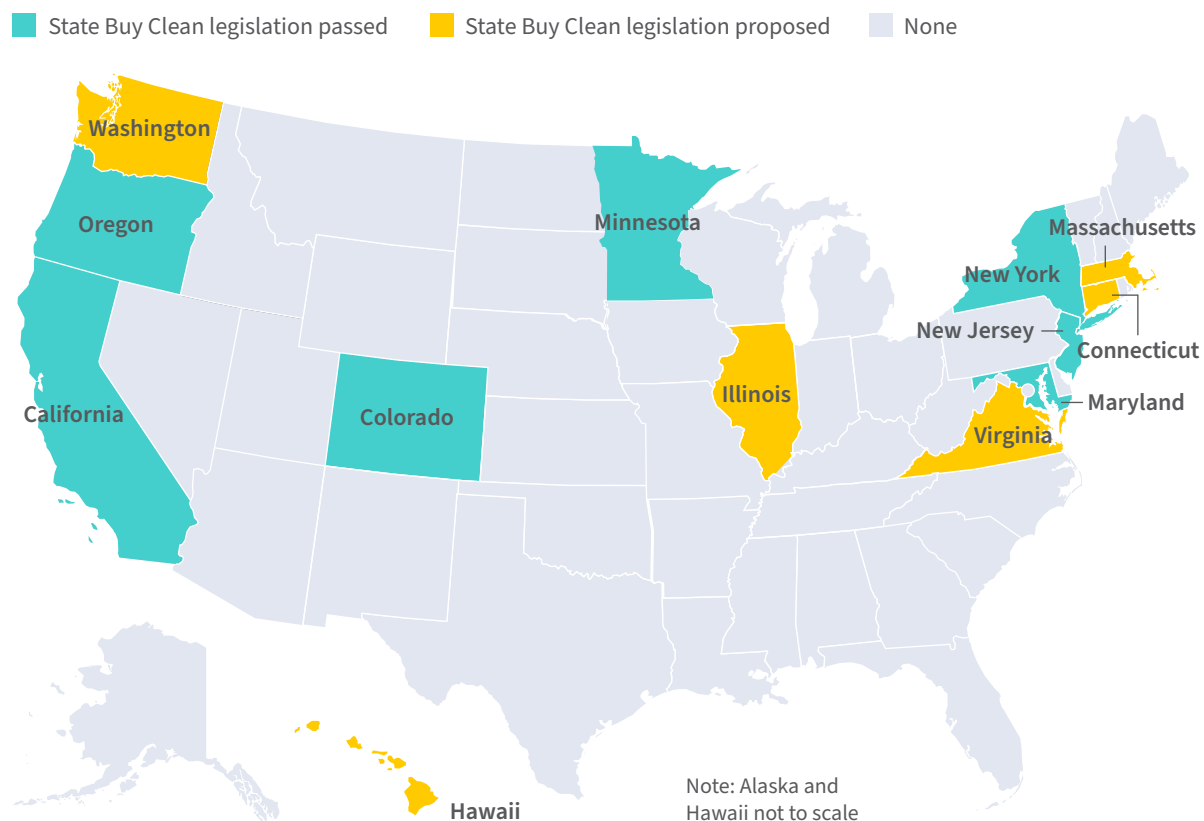 State Buy Clean legislation passed
State Buy Clean legislation proposed
None
Washington
Oregon
Minnesota
Massachusetts
New York
New Jersey
Connecticut
Illinois
Maryland
California
Colorado
Virginia
Hawaii
Note: Alaska and
Hawaii not to scale